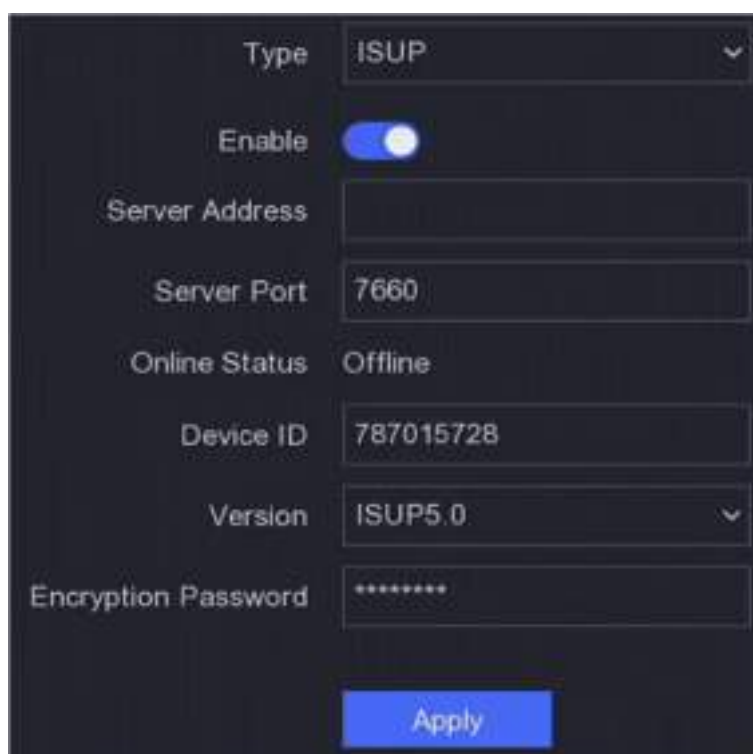 Type ISUP
Enable
Server Address
Server Port 7660
Online Status Offline
Device ID 787015728
Version ISUP5.0
Encryption Password ********
Apply